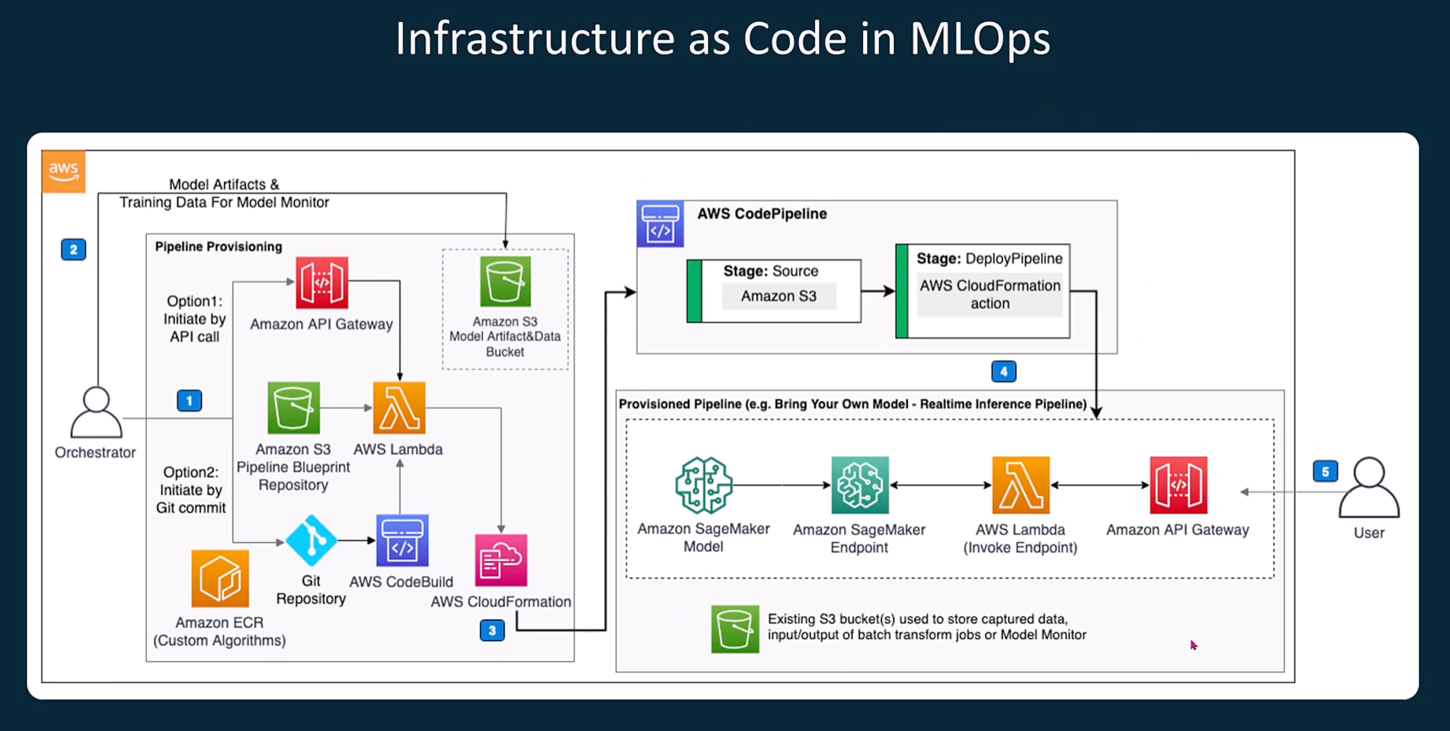 Infrastructure as Code in MLOps
aws
Model Artifacts &
Training Data For Model Monitor
2
Pipeline Provisioning
Option1:
Initiate by
API call
Amazon API Gateway
Amazon S3
Model Artifact&Data
Bucket
1
Orchestrator
Amazon S3
Pipeline Blueprint
Repository
AWS Lambda
Option2:
Initiate by
Git commit
Git
Repository
AWS CodeBuild
AWS CloudFormation
Amazon ECR
(Custom Algorithms)
3
AWS CodePipeline
Stage: Source
Amazon S3
Stage: DeployPipeline
AWS CloudFormation
action
4
Provisioned Pipeline (e.g. Bring Your Own Model - Realtime Inference Pipeline)
Amazon SageMaker
Model
Amazon SageMaker
Endpoint
AWS Lambda
(Invoke Endpoint)
Amazon API Gateway
5
User
Existing S3 bucket(s) used to store captured data,
input/output of batch transform jobs or Model Monitor